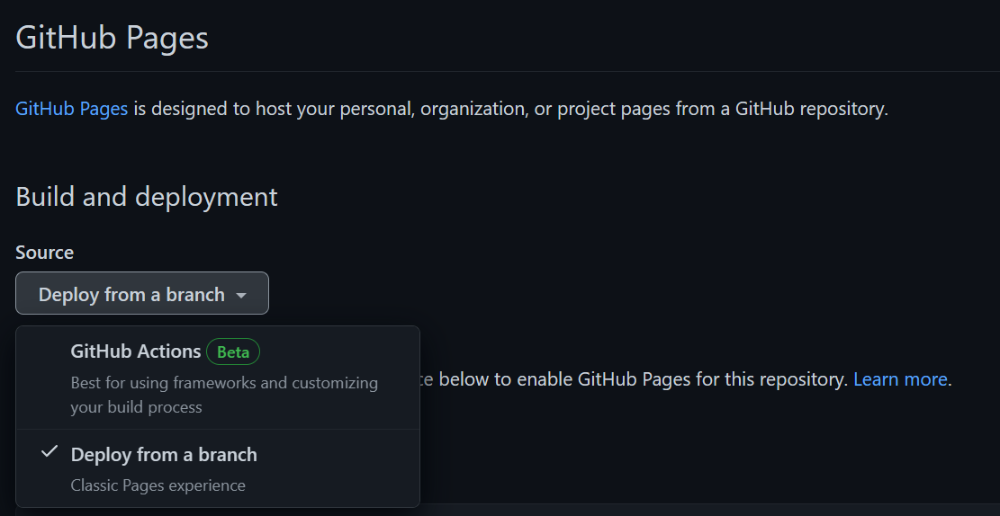 GitHub Pages
GitHub Pages is designed to host your personal, organization, or project pages from a GitHub repository.
Build and deployment
Source
Deploy from a branch
GitHub Actions Beta
Best for using frameworks and customizing
your build process
below to enable GitHub Pages for this repository. Learn more.
Deploy from a branch
Classic Pages experience